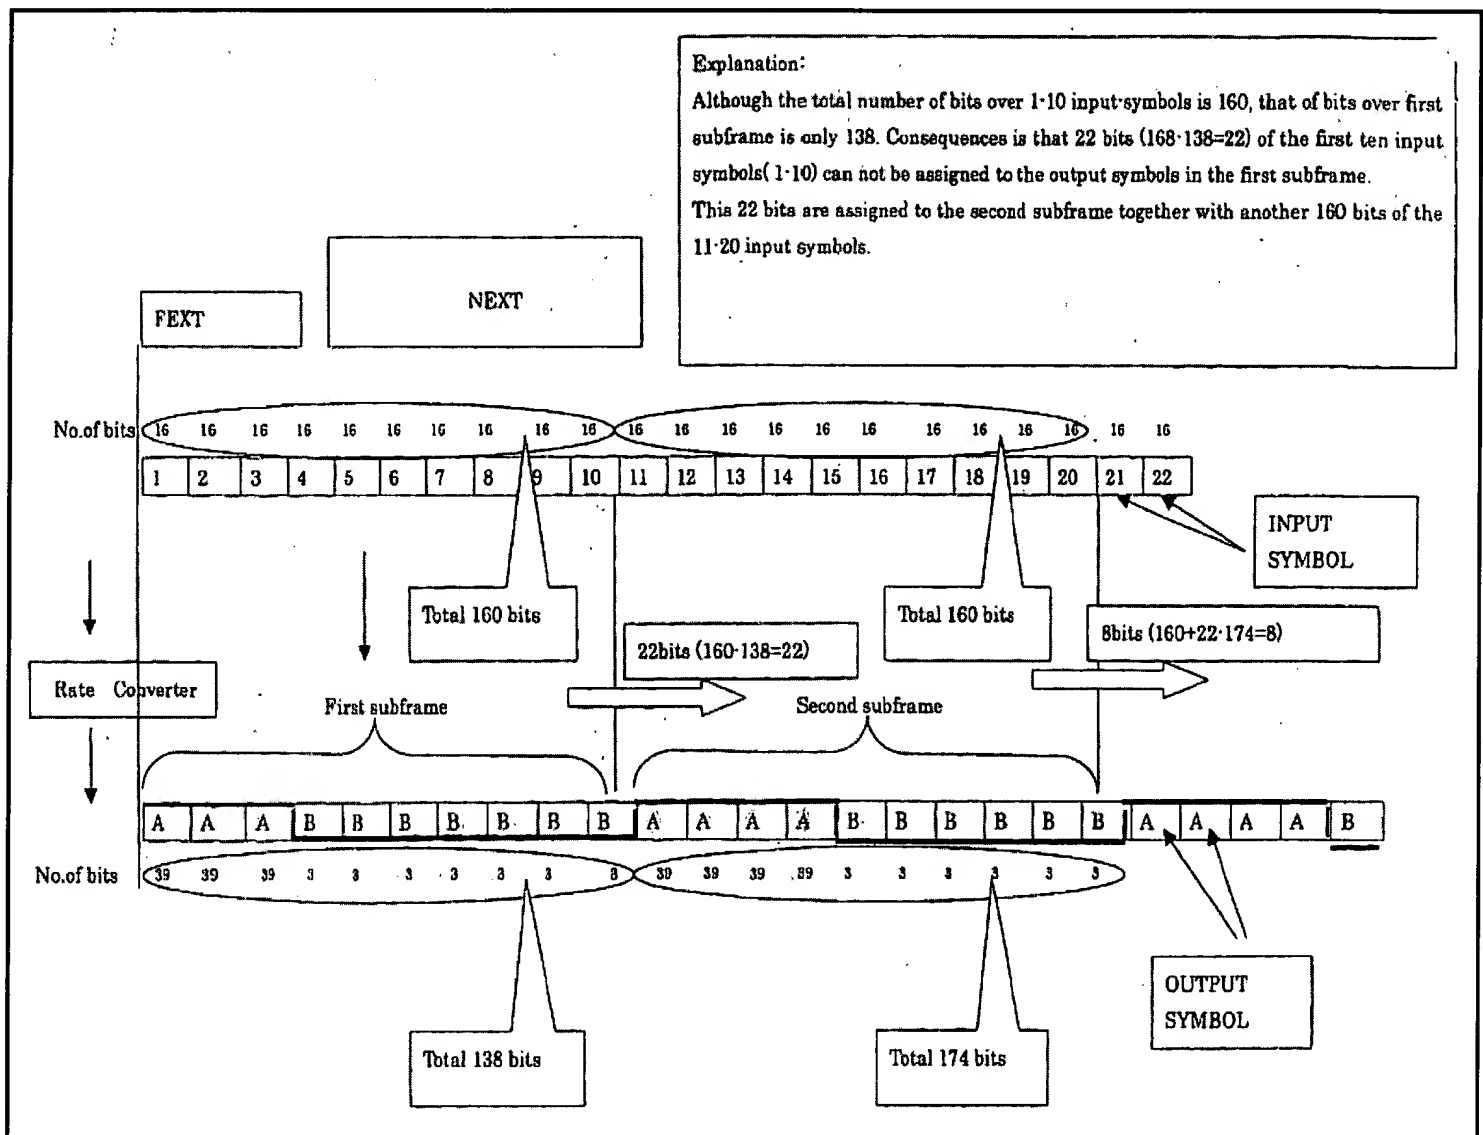 Explanation:
Although the total number of bits over 1·10 input·symbols is 160, that of bits over first
subframe is only 138. Consequences is that 22 bits (168·138=22) of the first ten input
symbols( 1·10) can not be assigned to the output symbols in the first subframe.
This 22 bits are assigned to the second subframe together with another 160 bits of the
11·20 input symbols.
NEXT
FEXT
No.of bits 16 16 16 16 16 16 16 16 16 16 16 16 16 16 16 16 16 16 16 16 16 16
1 2 3 4 5 6 7 8 9 10 11 12 13 14 15 16 17 18 19 20 21 22
INPUT
SYMBOL
Total 160 bits
Total 160 bits
22bits (160·138=22)
8bits (160+22·174=8)
Rate Converter
First subframe
Second subframe
A A A B B B B B B B A A A A B B B B B B A A A A B
No.of bits 39 39 39 3 3 3 3 3 3 3 39 39 39 39 3 3 3 3 3 3
OUTPUT
SYMBOL
Total 138 bits
Total 174 bits